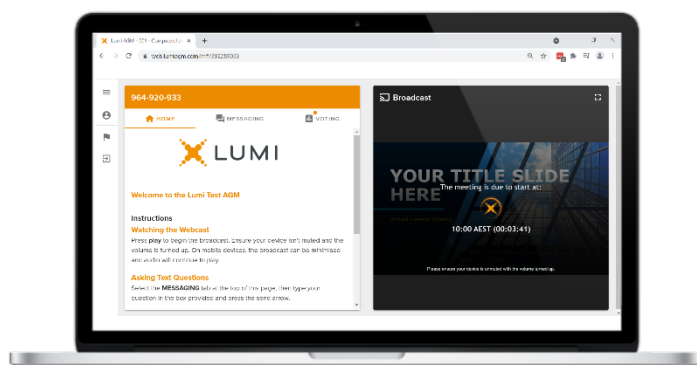 964-920-933
HOME
MESSAGING
VOTING
LUMI
Welcome to the Lumi Test AGM
Instructions
Watching the Webcast
Press play to begin the broadcast. Ensure your device isn't muted and the
volume is turned up. On mobile devices, the broadcast can be minimised
and audio will continue to play
Asking Text Questions
Select the MESSAGING tab at the top of this page, then type your
question in the box provided and press the send arrow.
Broadcast
YOUR TITLE SLIDE
HERE
The meeting is due to start at:
10:00 AEST (00:03:41)
Please ensure your device is unmuted with the volume turned up.